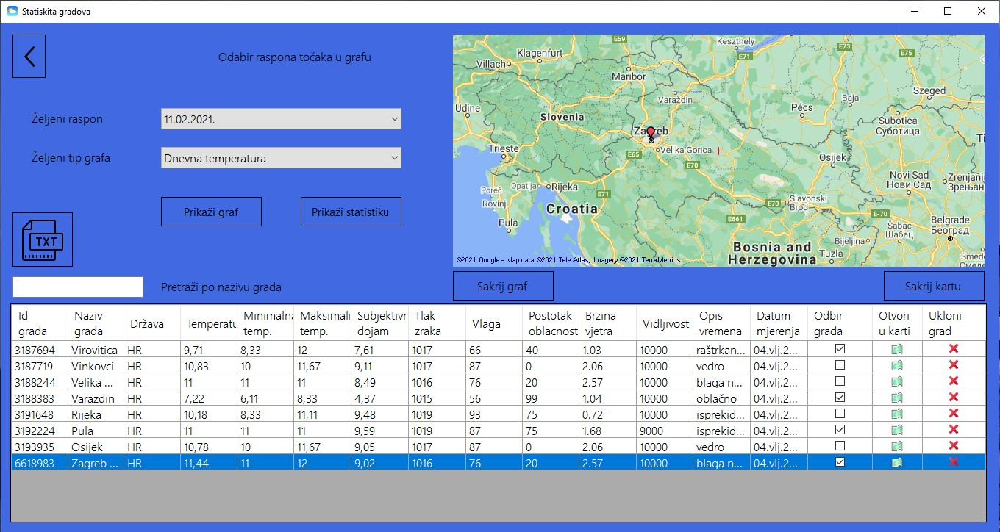 Statiskita gradova
Odabir raspona točaka u grafu
Željeni raspon
11.02.2021.
Željeni tip grafa
Dnevna temperatura
Prikaži graf
Prikaži statistiku
TXT
Pretraži po nazivu grada
E59
Keszthely
E71
E73
E75
Klagenfurt
Villach
Maribor
Varaždin
Szeged
Baja
Pécs
Udine
Slovenia
Subotica
Суботица
Zagreb
Trieste
Velika Gorica
E65
E70
Osijek
Novi Sad
Нови Сад
Zrenjani
Зрењан
Poreč
Opatija
Rijeka
E71
Rovinj
Croatia
E70
Slavonski
Brod
E661
E-70
Pula
Šabac
Шабац
Belgrade
Београд
Bosnia and
Herzegovina
Bijeljina
Tuzla
Smede
©2021 Google - Map data ©2021 Tele Atlas, Imagery ©2021 TerraMetrics
Sakrij graf
Sakrij kartu
Id grada Naziv grada Država Temperatu Minimalna temp. Maksimaln temp. Subjektivn dojam Tlak zraka Vlaga Postotak oblacnost Brzina vjetra Vidljivost Opis vremena Datum mjerenja Odbir grada Otvori u karti Ukloni grad
3187694 Virovitica HR 9,71 8,33 12 7,61 1017 66 40 1.03 10000 raštrkan... 04.vlj.2...
3187719 Vinkovci HR 10,83 10 11,67 9,11 1017 87 0 2.06 10000 vedro 04.vlj.2...
3188244 Velika ... HR 11 11 11 8,49 1016 76 20 2.57 10000 blaga n... 04.vlj.2...
3188383 Varazdin HR 7,22 6,11 8,33 4,37 1015 56 99 1.04 10000 oblačno 04.vlj.2...
3191648 Rijeka HR 10,18 8,33 11,11 9,48 1019 93 75 0.72 10000 isprekid... 04.vlj.2...
3192224 Pula HR 11 11 11 9,59 1019 87 75 1.68 9000 isprekid... 04.vlj.2...
3193935 Osijek HR 10,78 10 11,67 9,05 1017 87 0 2.06 10000 vedro 04.vlj.2...
6618983 Zagreb ... HR 11,44 11 12 9,02 1016 76 20 2.57 10000 blaga n... 04.vlj.2...